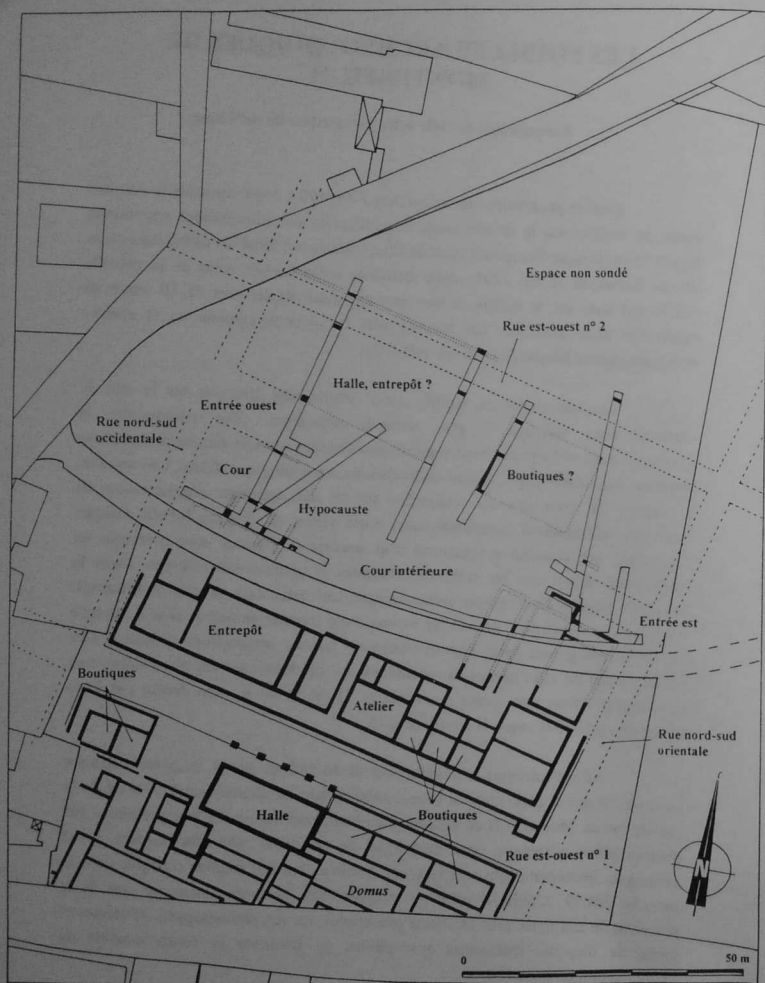 Espace non sondé
Rue est-ouest n° 2
Halle, entrepôt ?
Entrée ouest
Rue nord-sud
occidentale
Cour
Boutiques ?
Hypocauste
Cour intérieure
Entrée est
Entrepôt
Boutiques
Atelier
Rue nord-sud
orientale
Halle
Boutiques
Rue est-ouest n° 1
Domus
N
0
50 m